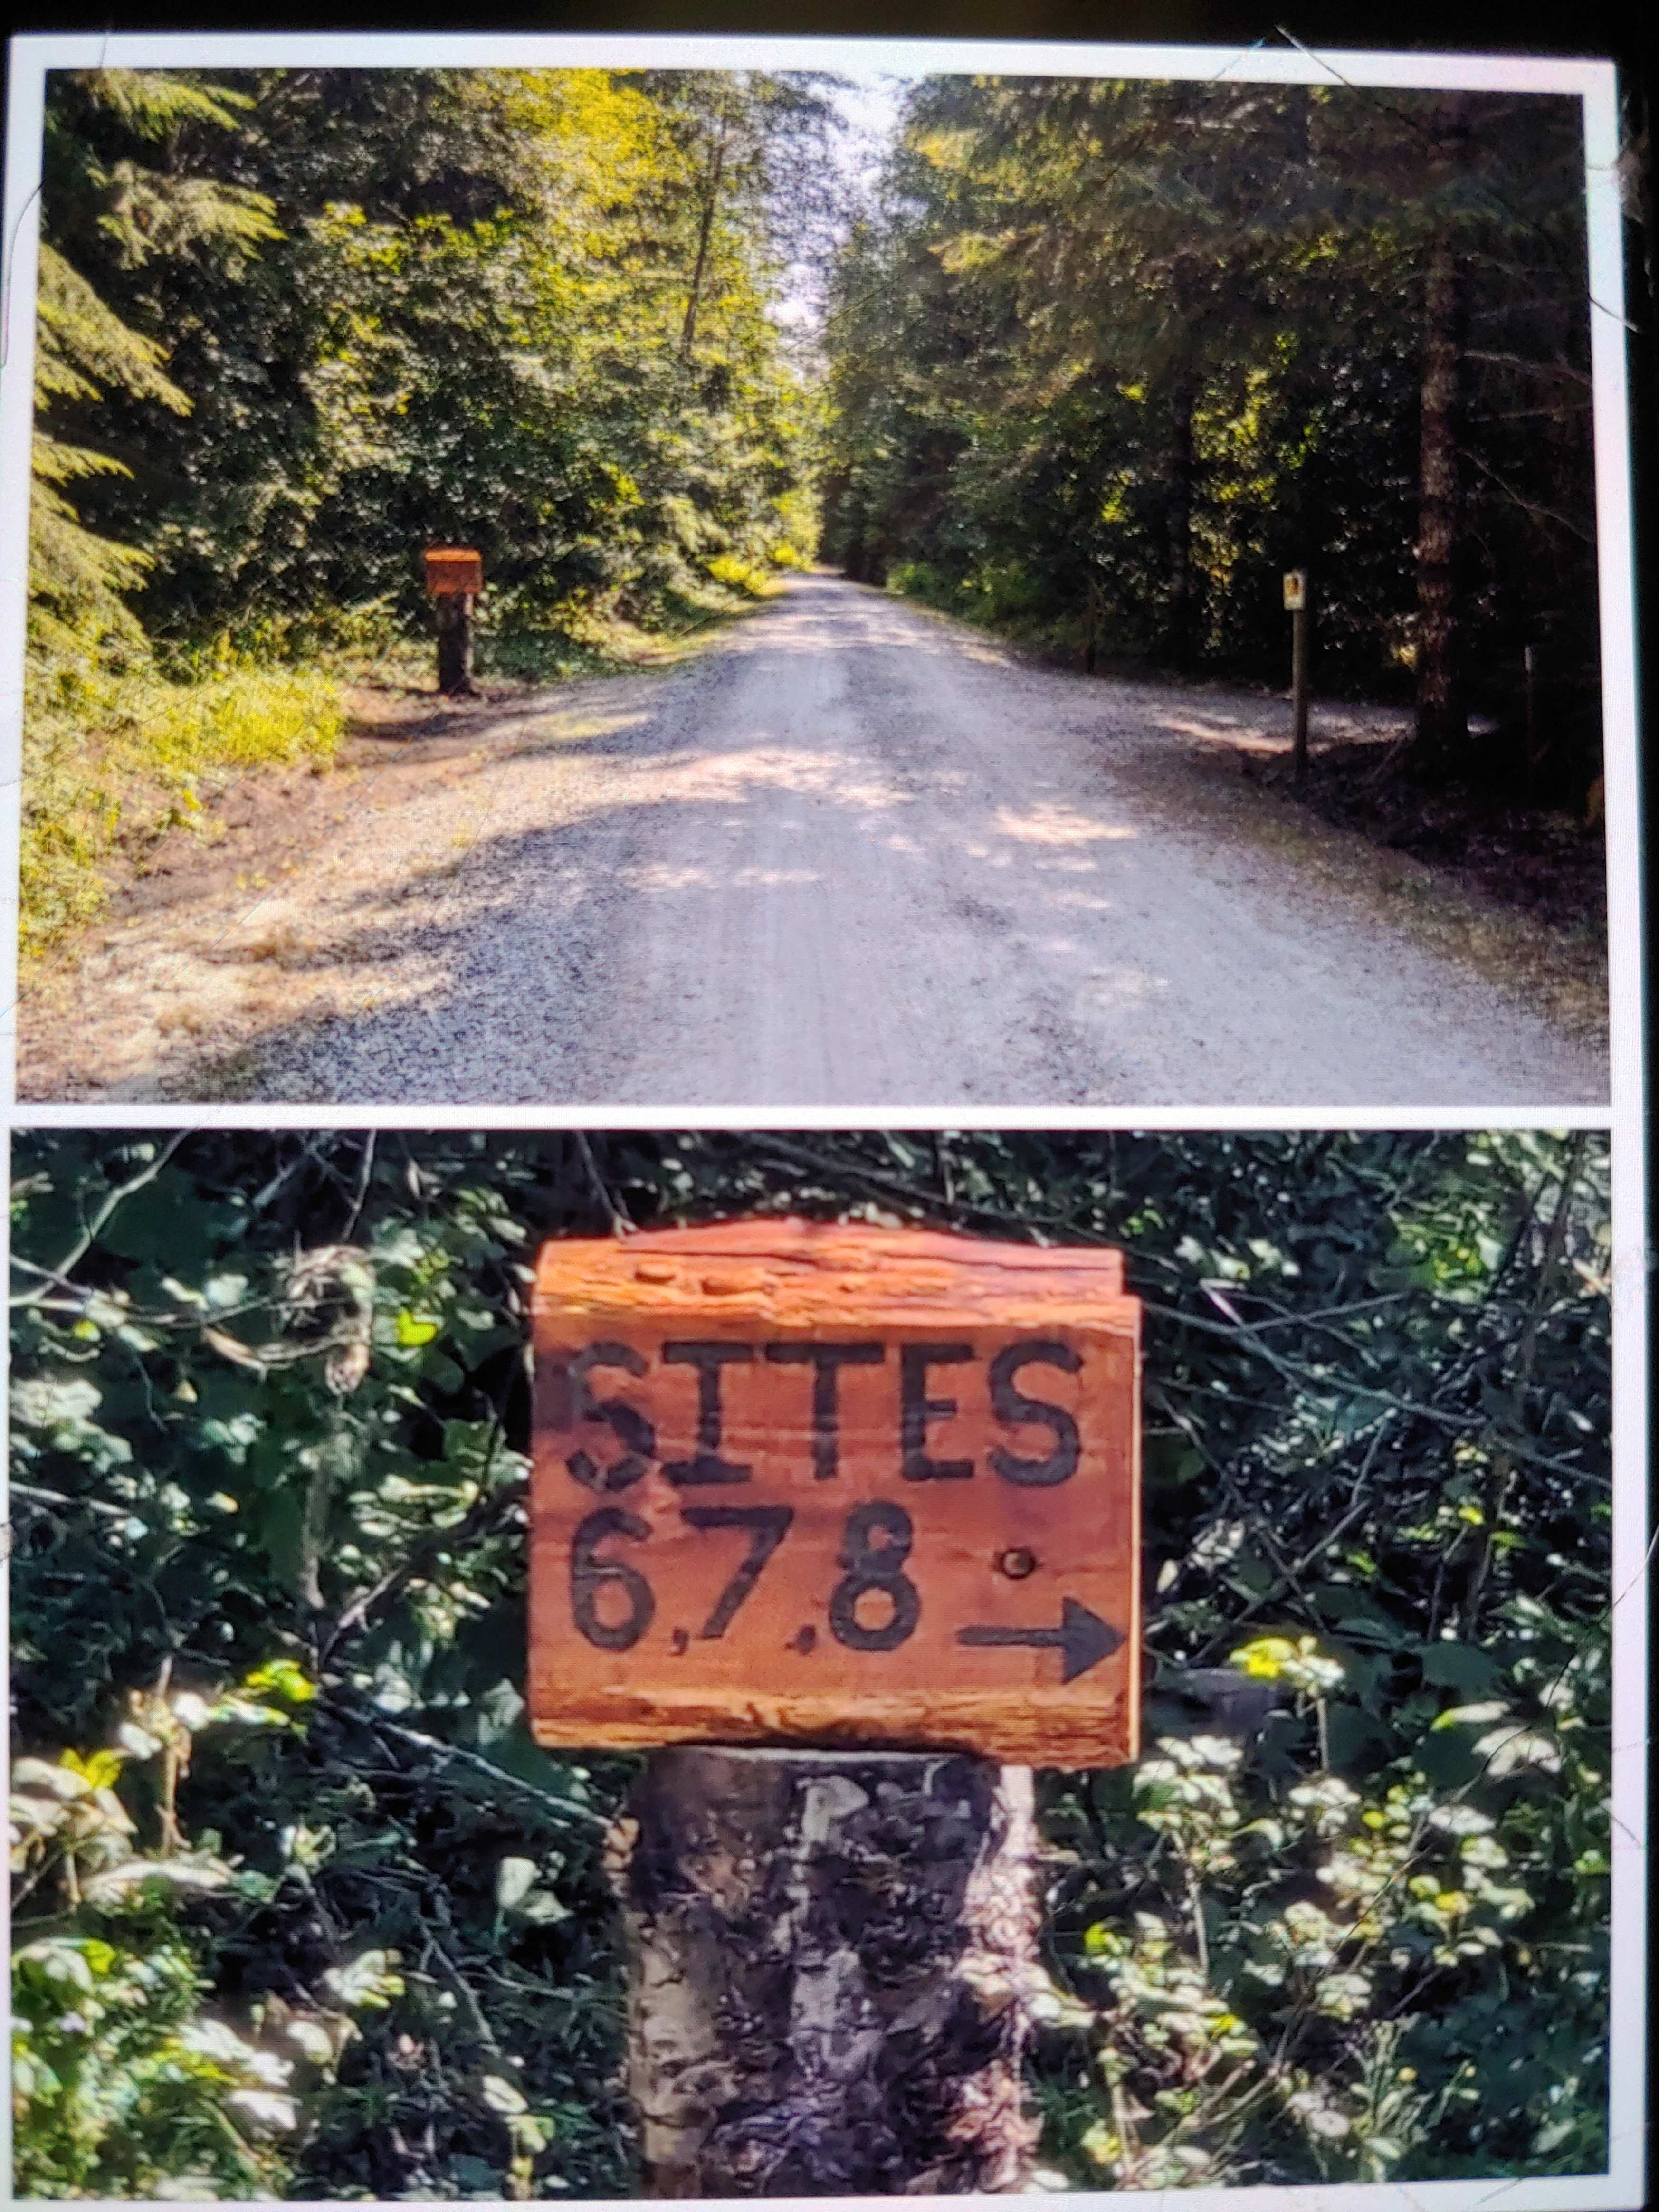 SITES
6,7,8 →